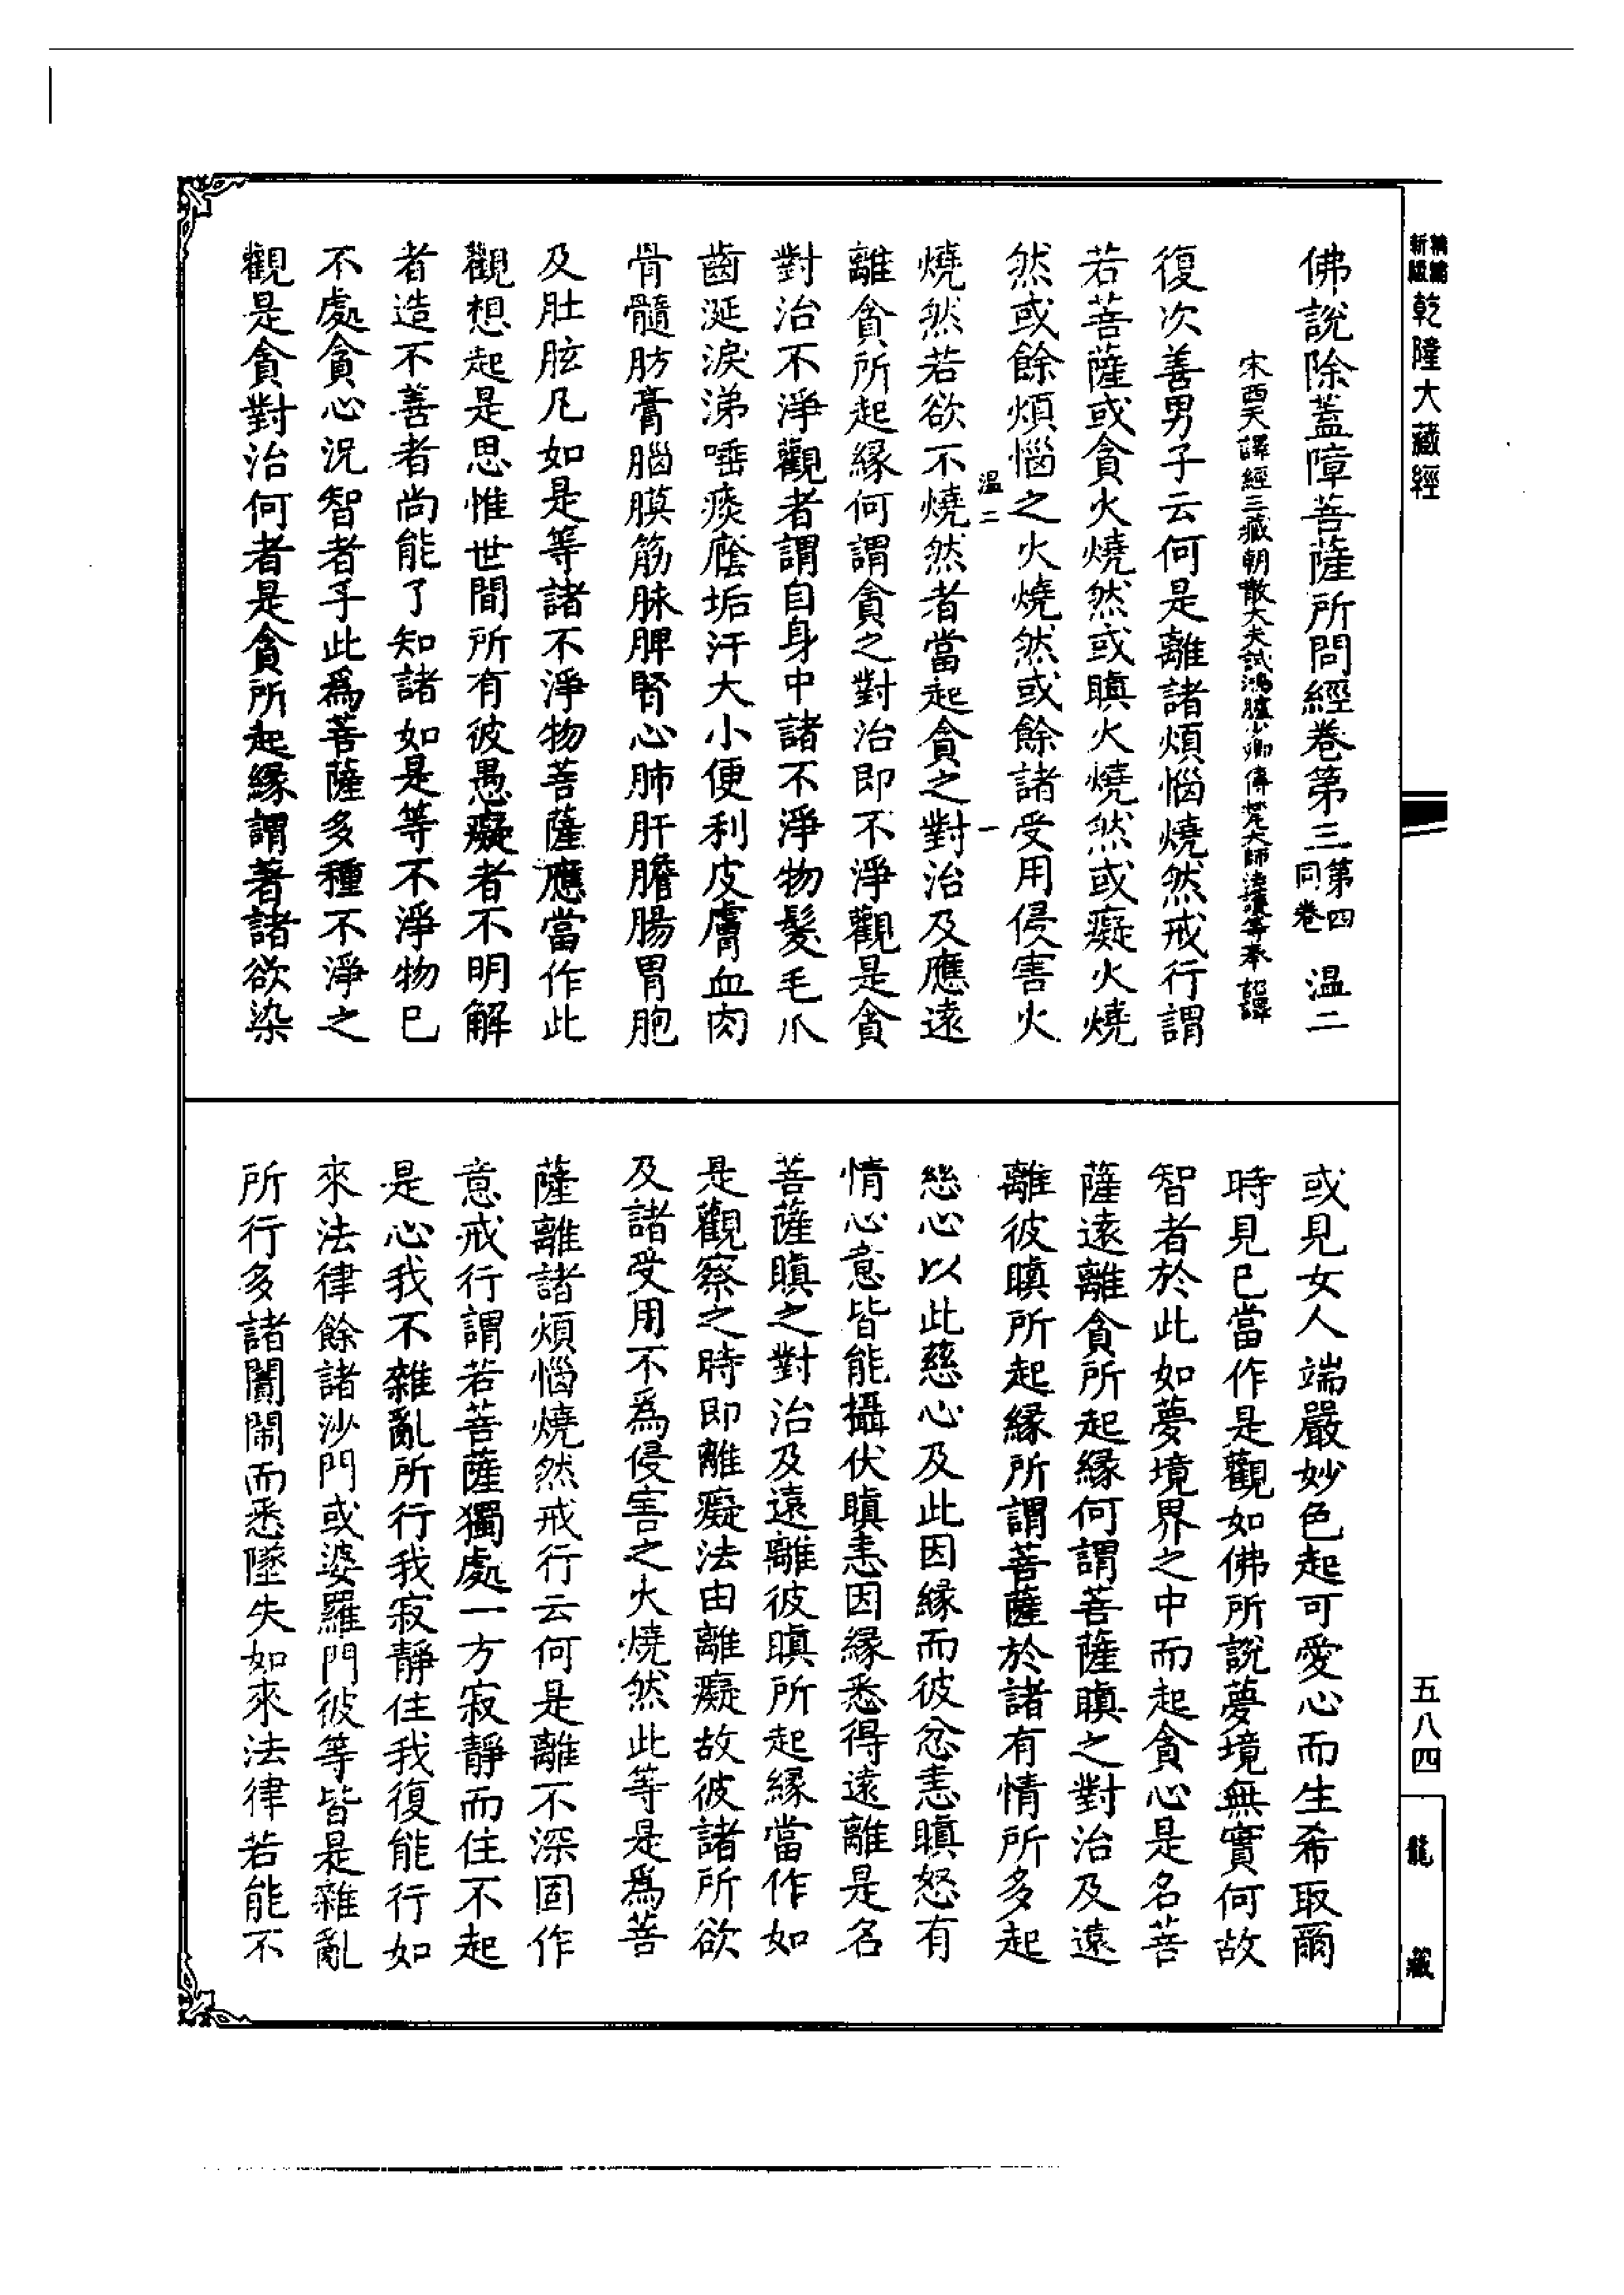 新編縮版 乾隆大藏經
佛說除蓋障菩薩所問經卷第三第四同卷 温二
宋西天譯經三藏朝散大夫試鴻臚少卿傳梵大師法護等奉 詔譯
復次善男子云何是離諸煩惱燒然戒行謂
若菩薩或貪火燒然或瞋火燒然或癡火燒
然或餘煩惱之火燒然或餘諸受用侵害火
温二 一
燒然若欲不燒然者當起貪之對治及應遠
離貪所起緣何謂貪之對治即不淨觀是貪
對治不淨觀者謂自身中諸不淨物髮毛爪
齒涎淚涕唾痰癊垢汗大小便利皮膚血肉
骨髓肪膏腦膜筋脉脾腎心肺肝膽腸胃胞
及肚胘凡如是等諸不淨物菩薩應當作此
觀想起是思惟世間所有彼愚癡者不明解
者造不善者尚能了知諸如是等不淨物已
不處貪心況智者乎此為菩薩多種不淨之
觀是貪對治何者是貪所起緣謂著諸欲染
或見女人端嚴妙色起可愛心而生希取爾
時見已當作是觀如佛所說夢境無實何故
智者於此如夢境界之中而起貪心是名菩
薩遠離貪所起緣何謂菩薩瞋之對治及遠
離彼瞋所起緣所謂菩薩於諸有情所多起
慈心以此慈心及此因緣而彼忿恚瞋怒有
情心意皆能攝伏瞋恚因緣悉得遠離是名
菩薩瞋之對治及遠離彼瞋所起緣當作如
是觀察之時即離癡法由離癡故彼諸所欲
及諸受用不為侵害之火燒然此等是為菩
薩離諸煩惱燒然戒行云何是離不深固作
意戒行謂若菩薩獨處一方寂靜而住不起
是心我不雜亂所行我寂靜住我復能行如
來法律餘諸沙門或婆羅門彼等皆是雜亂
所行多諸闠閙而悉墜失如來法律若能不
五八四
龍藏